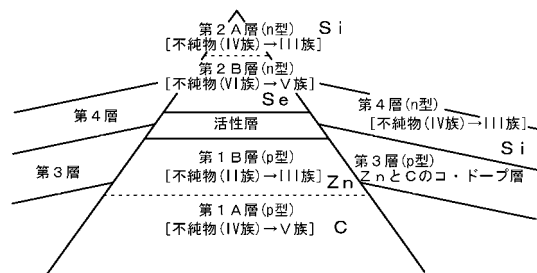 第２Ａ層(n型) Si
[不純物(IV族)→III族]
第２Ｂ層(n型)
[不純物(VI族)→Ｖ族]
Se
第４層
第４層(n型)
[不純物(IV族)→III族]
Si
活性層
第３層
第１Ｂ層(p型)
[不純物(II族)→III族]
Zn
第３層(p型)
ＺｎとＣのコ・ドープ層
第１Ａ層(p型)
[不純物(IV族)→Ｖ族] C